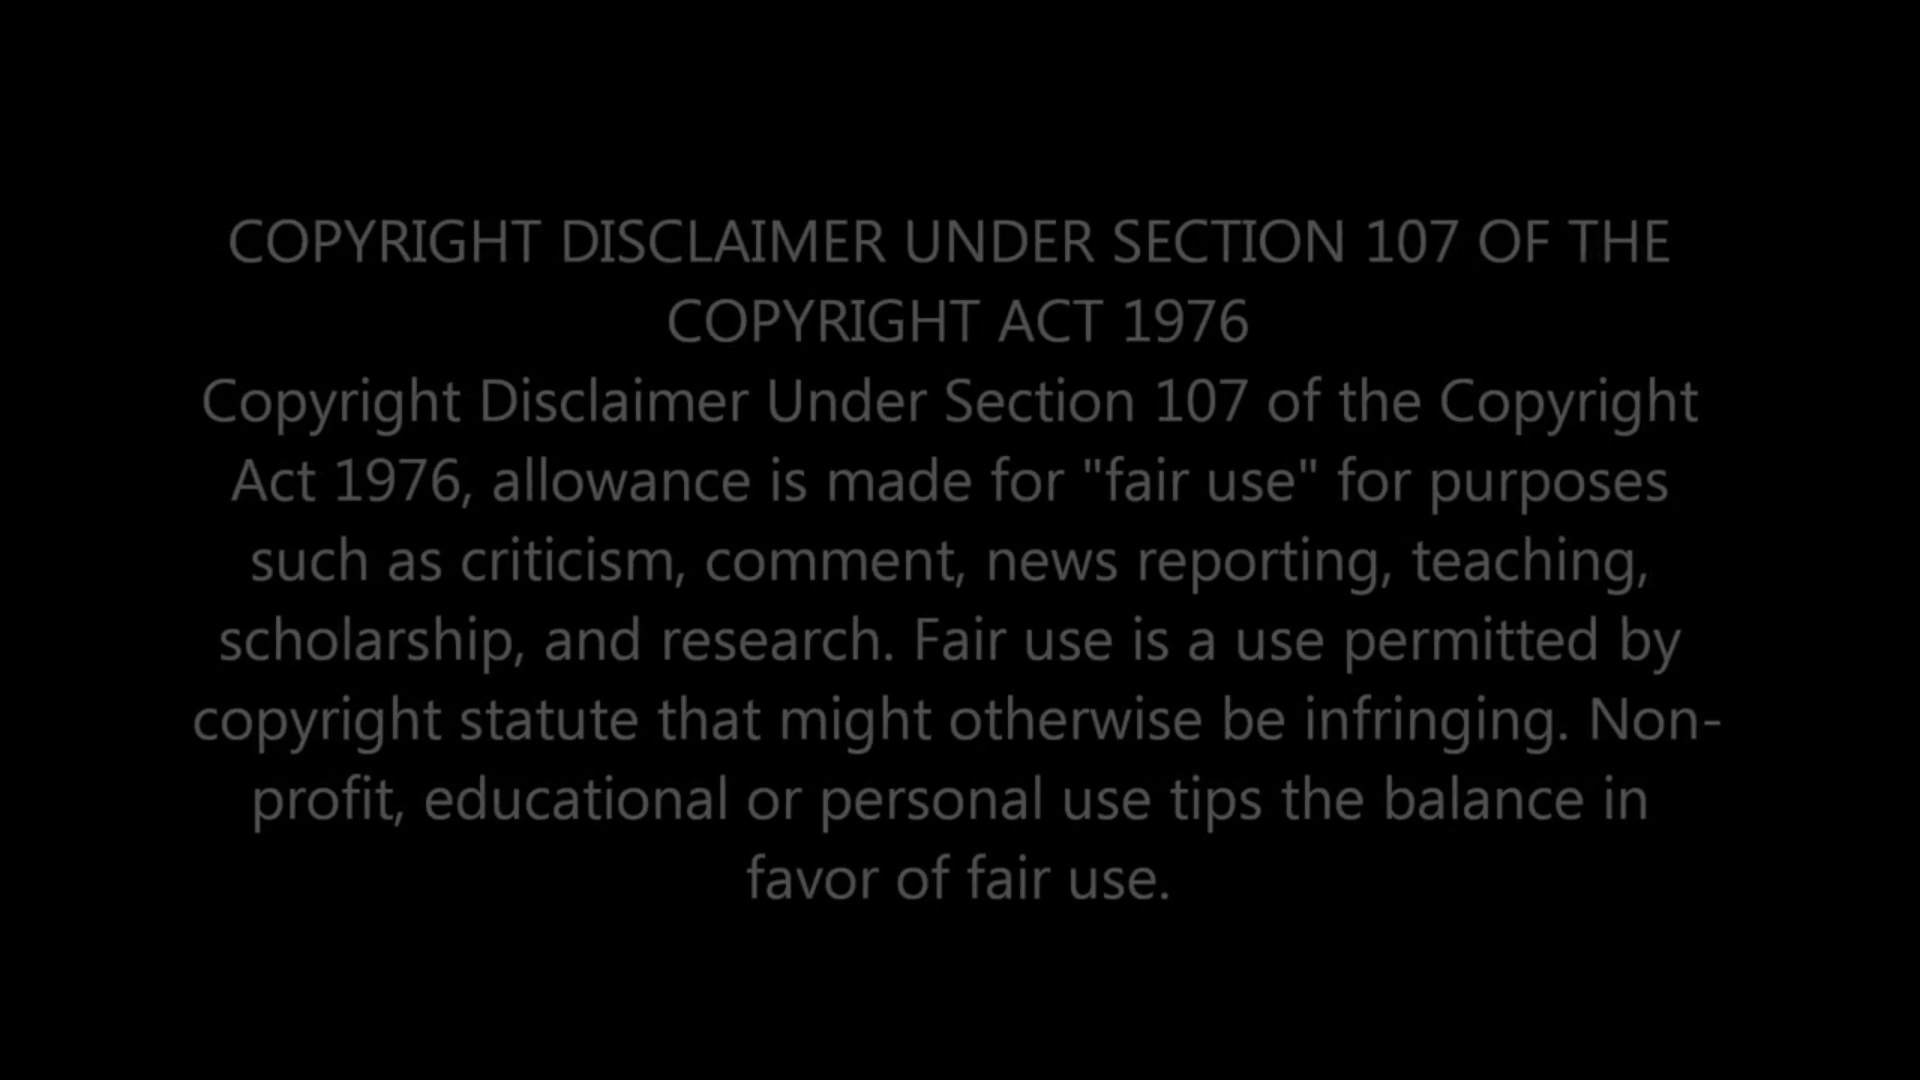 COPYRIGHT DISCLAIMER UNDER SECTION 107 OF THE
COPYRIGHT ACT 1976
Copyright Disclaimer Under Section 107 of the Copyright
Act 1976, allowance is made for "fair use" for purposes
such as criticism, comment, news reporting, teaching,
scholarship, and research. Fair use is a use permitted by
copyright statute that might otherwise be infringing. Non-
profit, educational or personal use tips the balance in
favor of fair use.